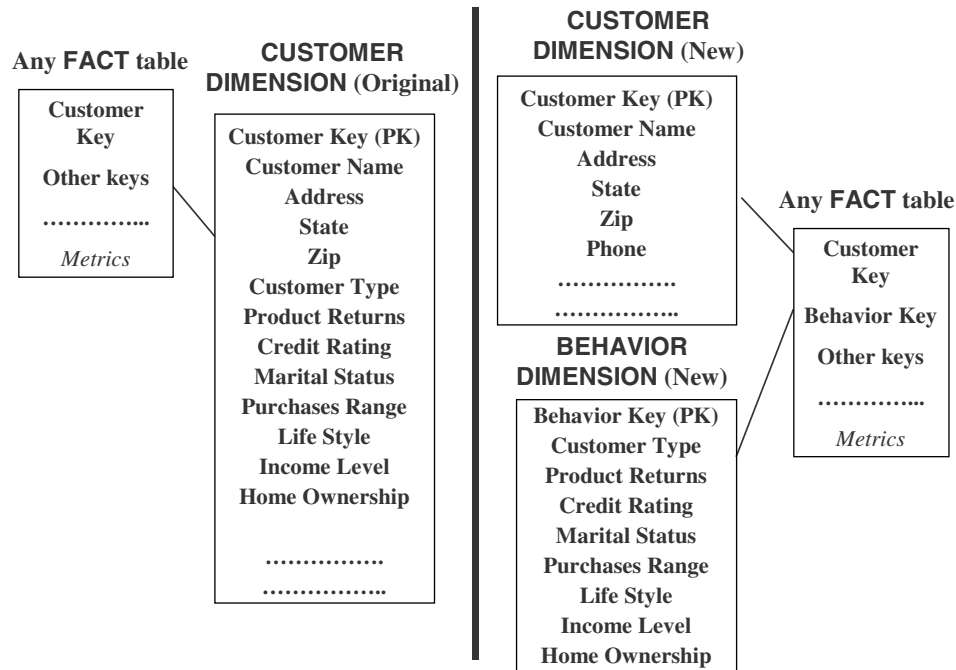 Any FACT table
Customer
Key
Other keys
…………...
Metrics
CUSTOMER
DIMENSION (Original)
Customer Key (PK)
Customer Name
Address
State
Zip
Customer Type
Product Returns
Credit Rating
Marital Status
Purchases Range
Life Style
Income Level
Home Ownership
…………….
……………..
CUSTOMER
DIMENSION (New)
Customer Key (PK)
Customer Name
Address
State
Zip
Phone
…………….
……………..
BEHAVIOR
DIMENSION (New)
Behavior Key (PK)
Customer Type
Product Returns
Credit Rating
Marital Status
Purchases Range
Life Style
Income Level
Home Ownership
Any FACT table
Customer
Key
Behavior Key
Other keys
…………...
Metrics